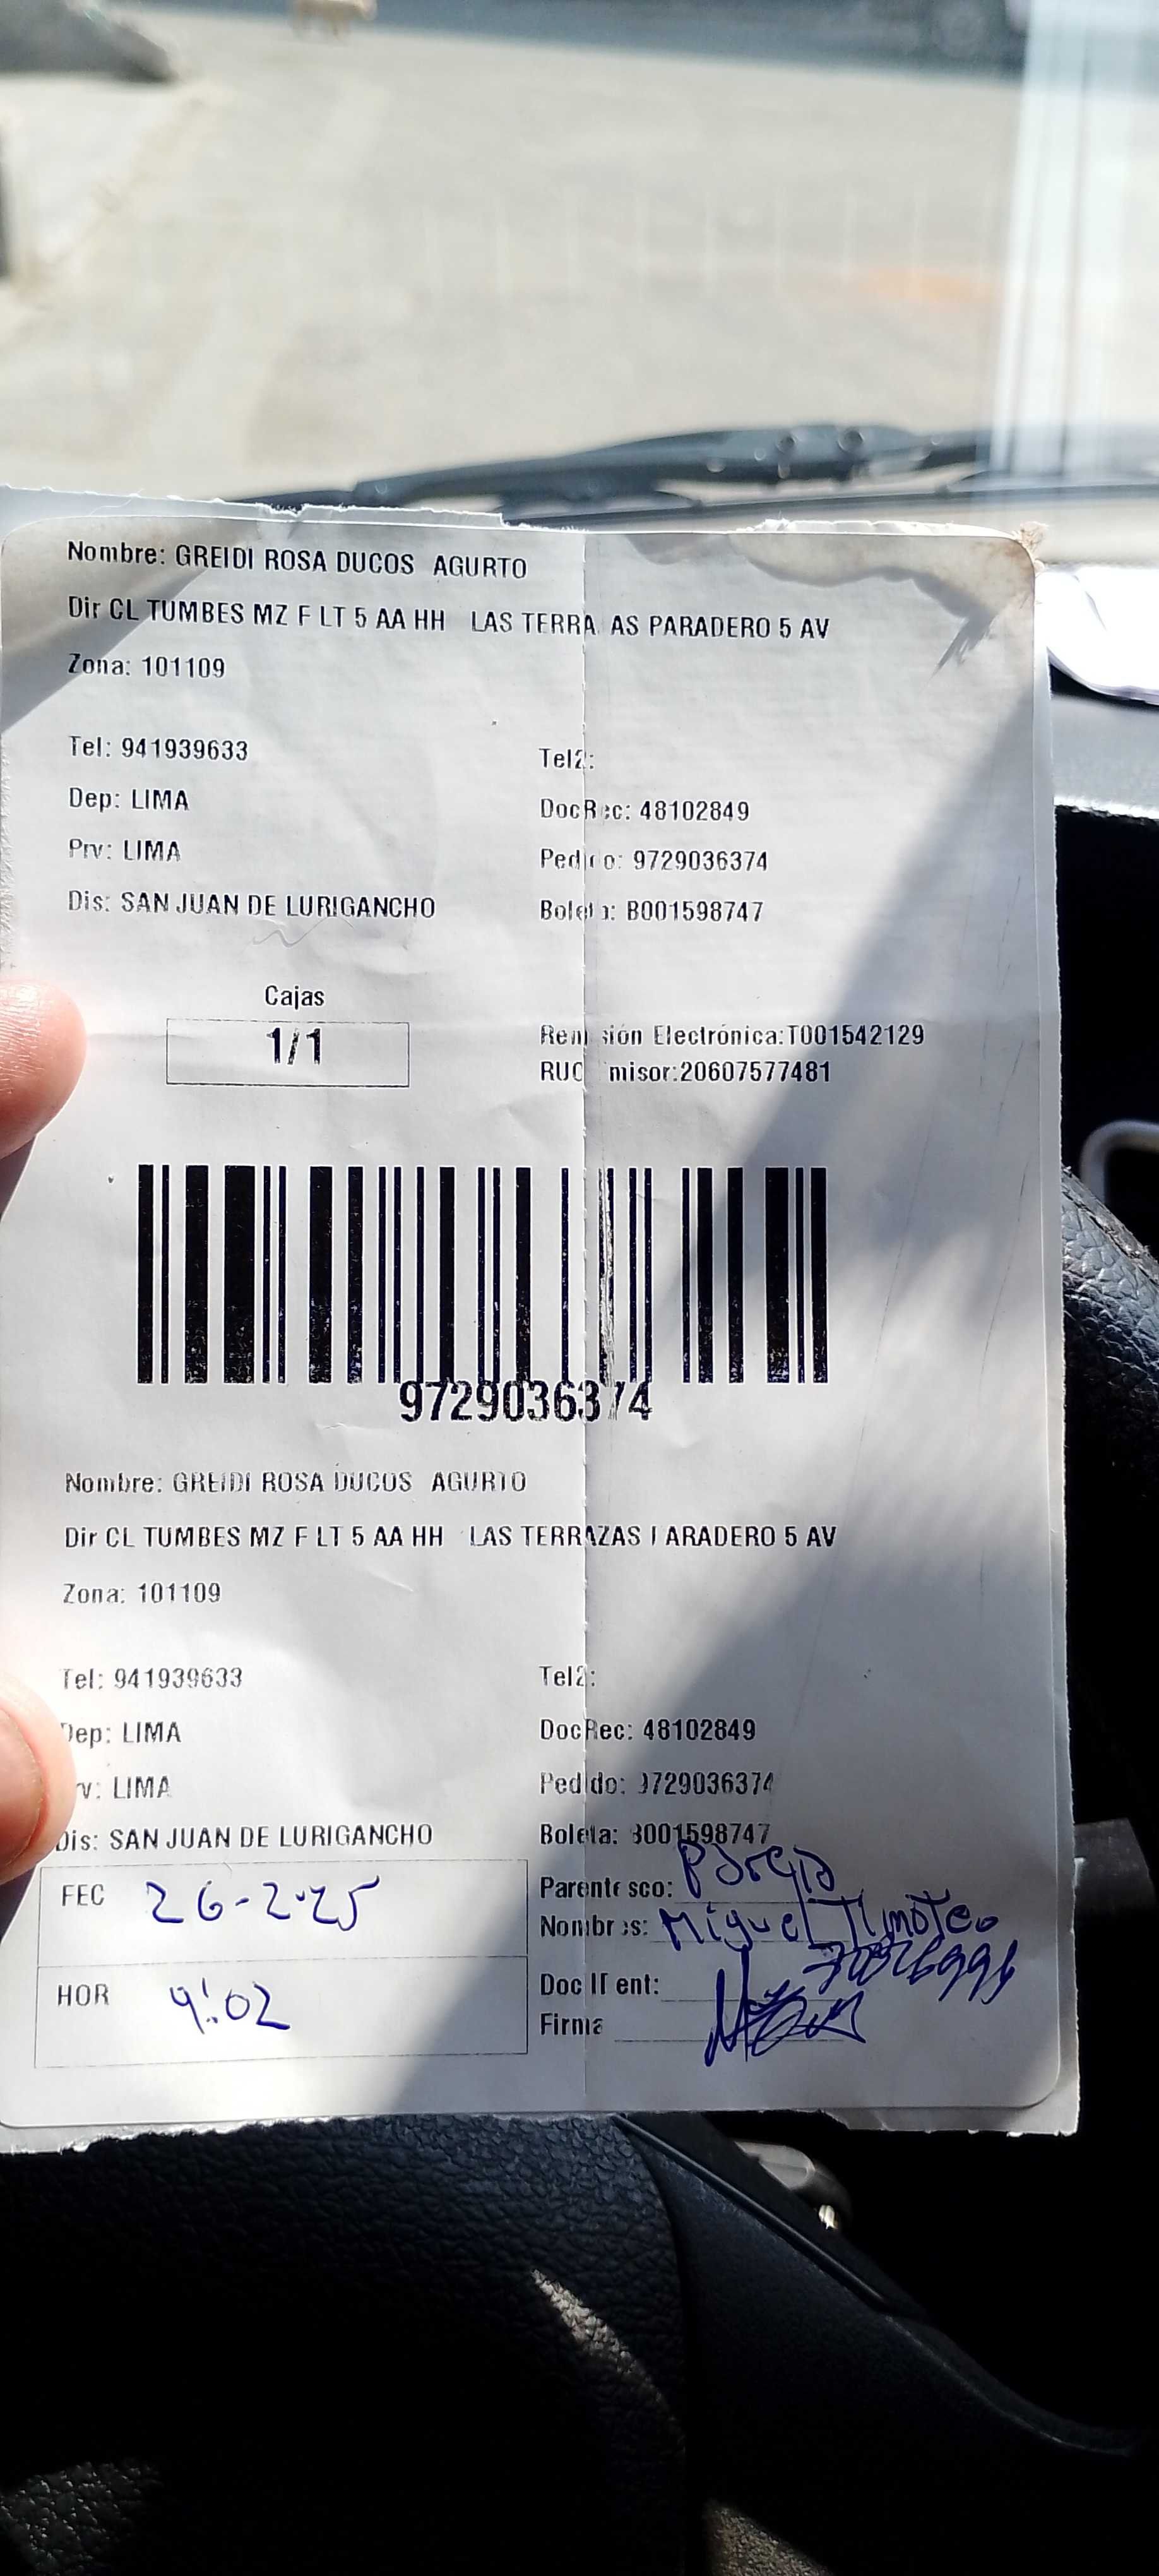 Nombre: GREIDI ROSA DUCOS AGURTO
Dir CL TUMBES MZ F LT 5 AA HH LAS TERRA AS PARADERO 5 AV
Zona: 101109
Tel: 941939633 Tel2:
Dep: LIMA DocRec: 48102849
Prv: LIMA Pedido: 9729036374
Dis: SAN JUAN DE LURIGANCHO Boleta: B001598747
Cajas
1/1
Remisión Electrónica:T001542129
RUC misor:20607577481
9729036374
Nombre: GREIDI ROSA DUCOS AGURTO
Dir CL TUMBES MZ F LT 5 AA HH LAS TERRAZAS PARADERO 5 AV
Zona: 101109
Tel: 941939633 Tel2:
Dep: LIMA DocRec: 48102849
rv: LIMA Pedido: 9729036374
Dis: SAN JUAN DE LURIGANCHO Boleta: B001598747
FEC 26-2-25 Parentesco:
Nombres: Miguel Timoteo
HOR 9:02 Doc Ident:
Firma